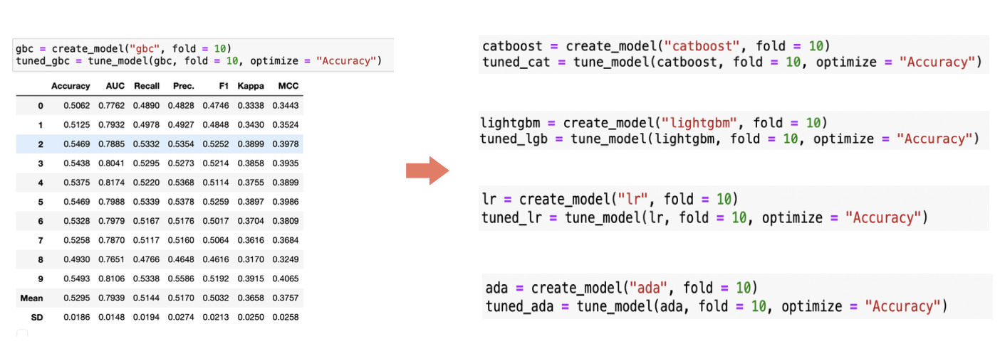 gbc = create_model("gbc", fold = 10)
tuned_gbc = tune_model(gbc, fold = 10, optimize = "Accuracy")
Accuracy AUC Recall Prec. F1 Kappa MCC
0 0.5062 0.7762 0.4890 0.4828 0.4746 0.3338 0.3443
1 0.5125 0.7932 0.4978 0.4927 0.4848 0.3430 0.3524
2 0.5469 0.7885 0.5332 0.5354 0.5252 0.3899 0.3978
3 0.5438 0.8041 0.5295 0.5273 0.5214 0.3858 0.3935
4 0.5375 0.8174 0.5220 0.5368 0.5114 0.3755 0.3899
5 0.5469 0.7988 0.5339 0.5378 0.5259 0.3897 0.3986
6 0.5328 0.7979 0.5167 0.5176 0.5017 0.3704 0.3809
7 0.5258 0.7870 0.5117 0.5160 0.5064 0.3616 0.3684
8 0.4930 0.7651 0.4766 0.4648 0.4616 0.3170 0.3249
9 0.5493 0.8106 0.5338 0.5586 0.5192 0.3915 0.4065
Mean 0.5295 0.7939 0.5144 0.5170 0.5032 0.3658 0.3757
SD 0.0186 0.0148 0.0194 0.0274 0.0213 0.0250 0.0258
catboost = create_model("catboost", fold = 10)
tuned_cat = tune_model(catboost, fold = 10, optimize = "Accuracy")
lightgbm = create_model("lightgbm", fold = 10)
tuned_lgb = tune_model(lightgbm, fold = 10, optimize = "Accuracy")
lr = create_model("lr", fold = 10)
tuned_lr = tune_model(lr, fold = 10, optimize = "Accuracy")
ada = create_model("ada", fold = 10)
tuned_ada = tune_model(ada, fold = 10, optimize = "Accuracy")